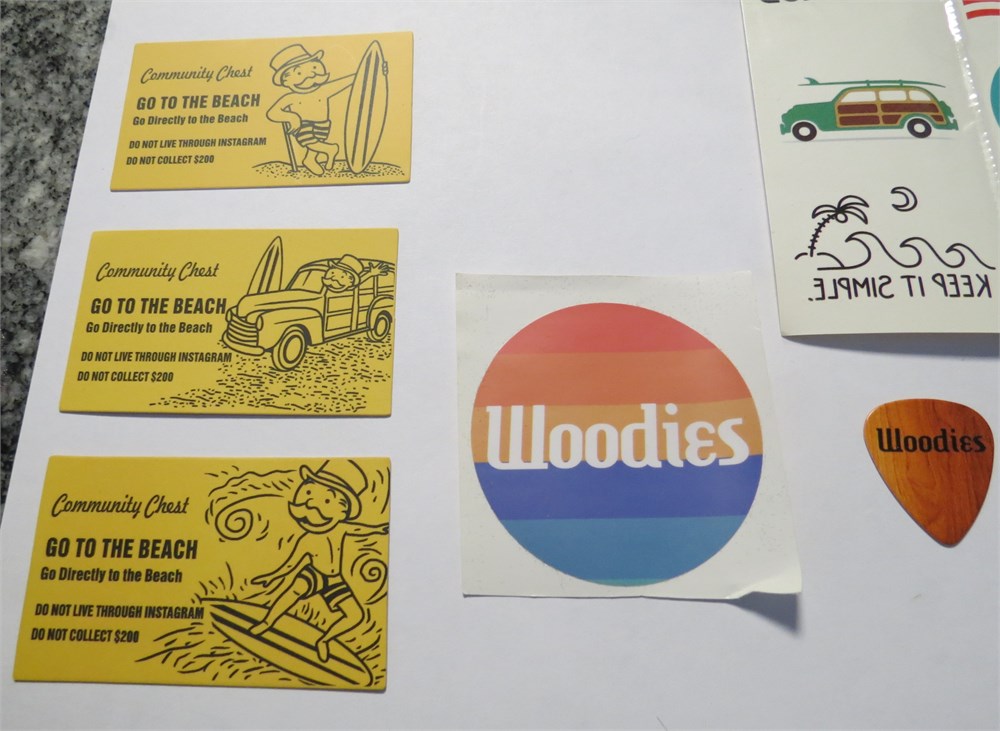 Community Chest
GO TO THE BEACH
Go Directly to the Beach
DO NOT LIVE THROUGH INSTAGRAM
DO NOT COLLECT $200
Community Chest
GO TO THE BEACH
Go Directly to the Beach
DO NOT LIVE THROUGH INSTAGRAM
DO NOT COLLECT $200
Community Chest
GO TO THE BEACH
Go Directly to the Beach
DO NOT LIVE THROUGH INSTAGRAM
DO NOT COLLECT $200
Woodies
KEEP IT SIMPLE.
Woodies